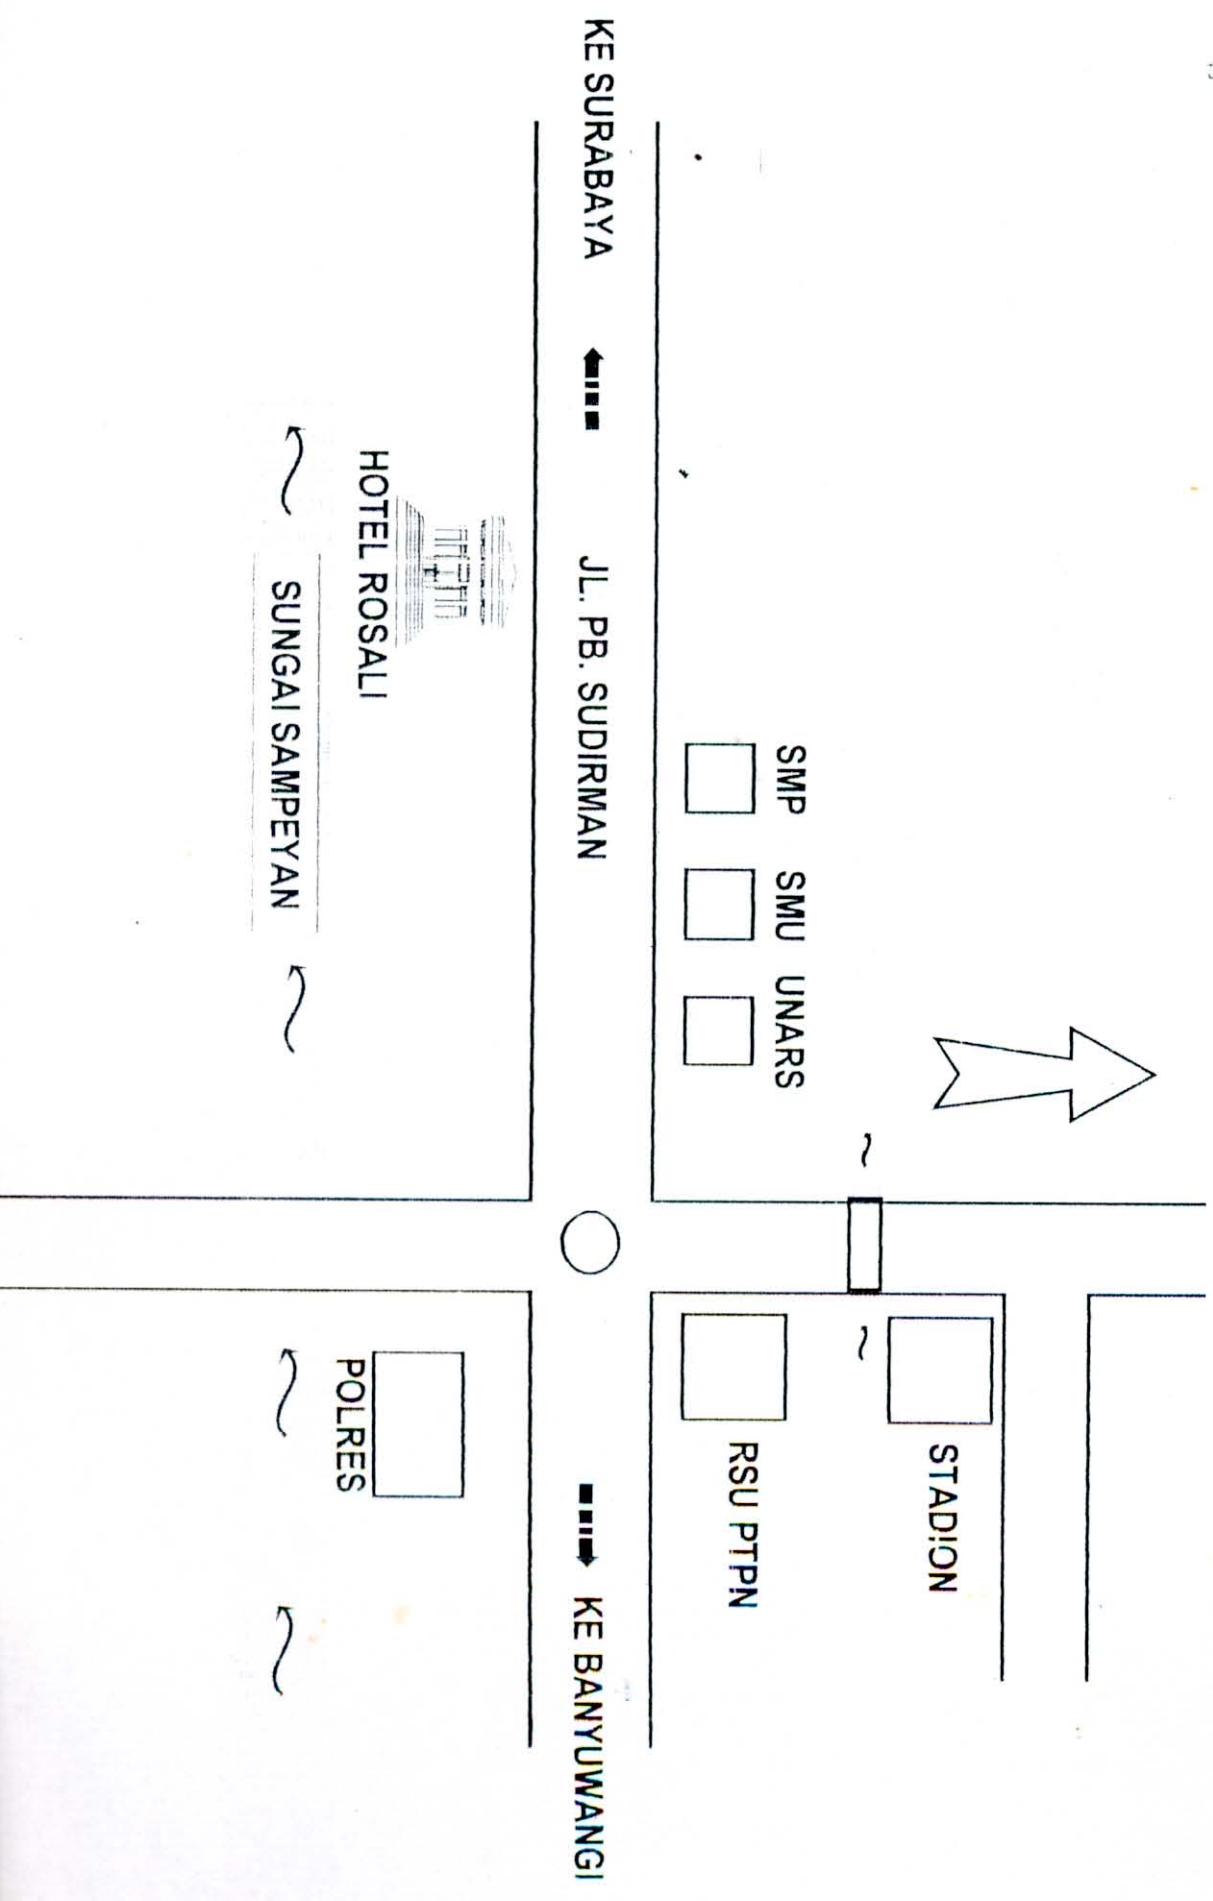 STADION
SMP SMU UNARS
RSU PTPN
KE SURABAYA JL. PB. SUDIRMAN KE BANYUWANGI
HOTEL ROSALI
POLRES
SUNGAI SAMPEYAN